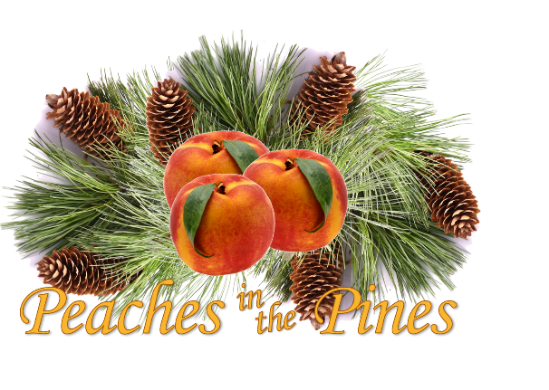 Peaches in the Pines